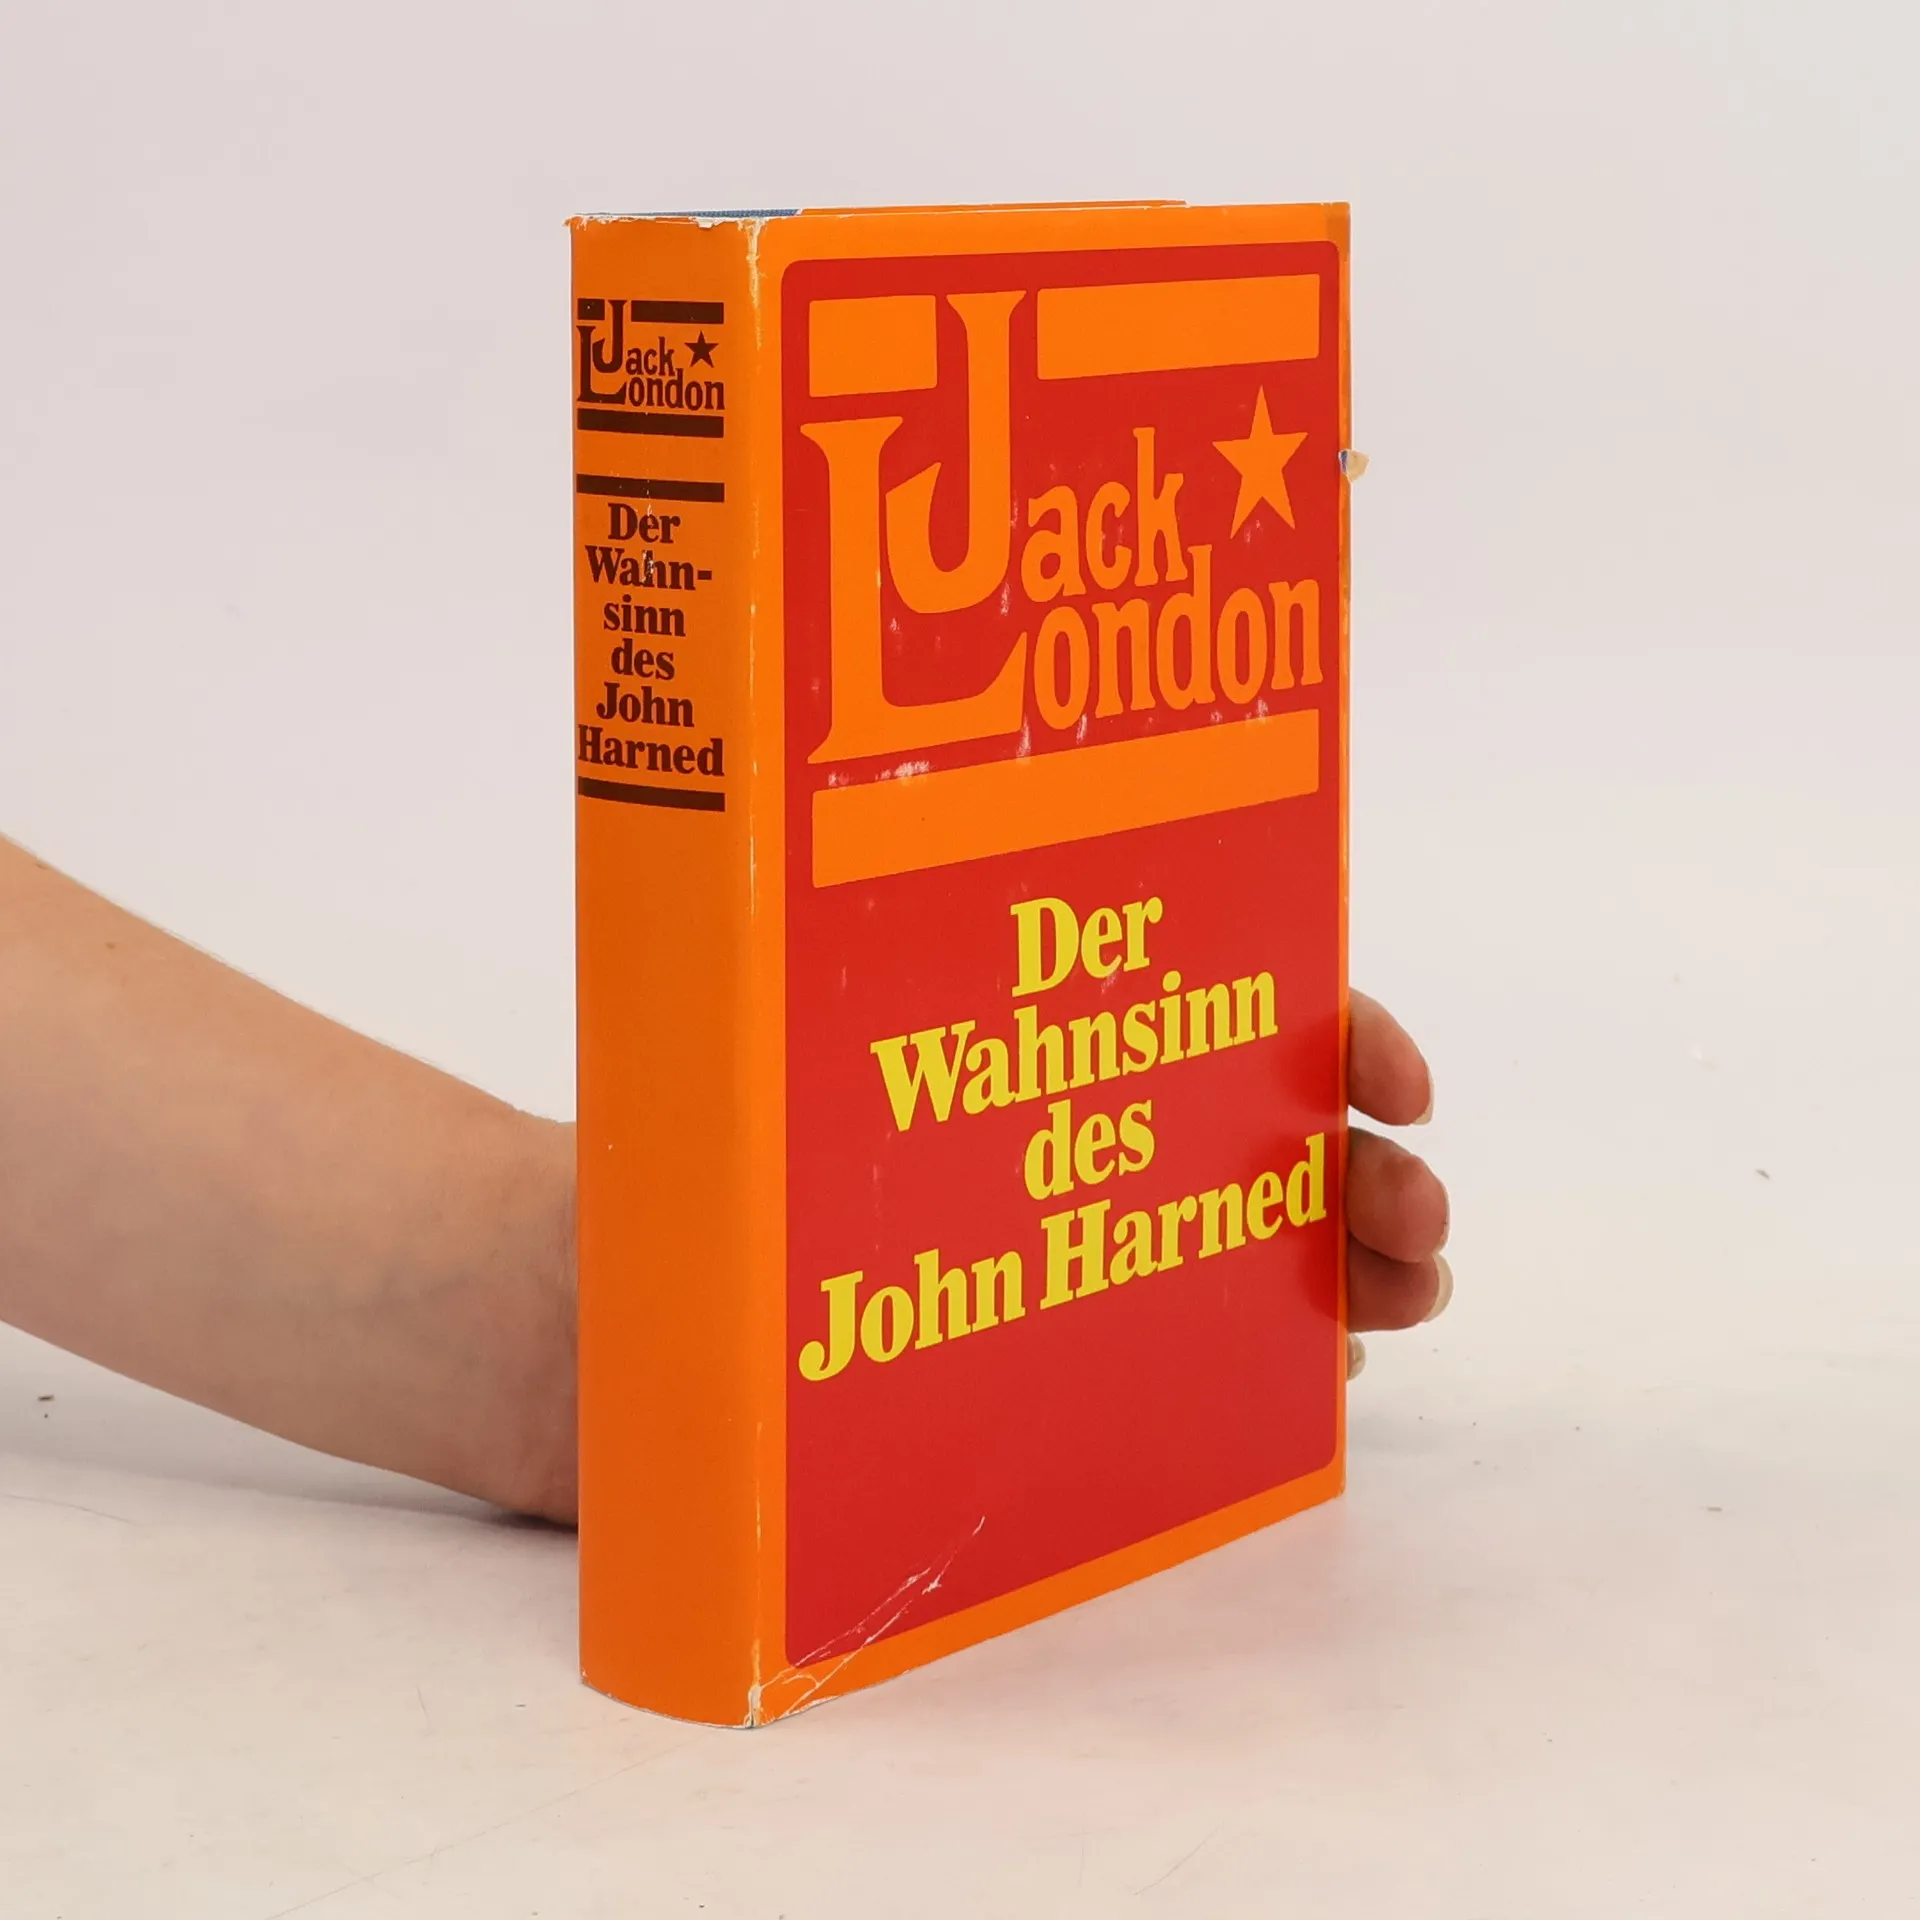 Jack
London
Der
Wahn-
sinn
des
John
Harned
Jack
London
Der
Wahnsinn
des
John Harned